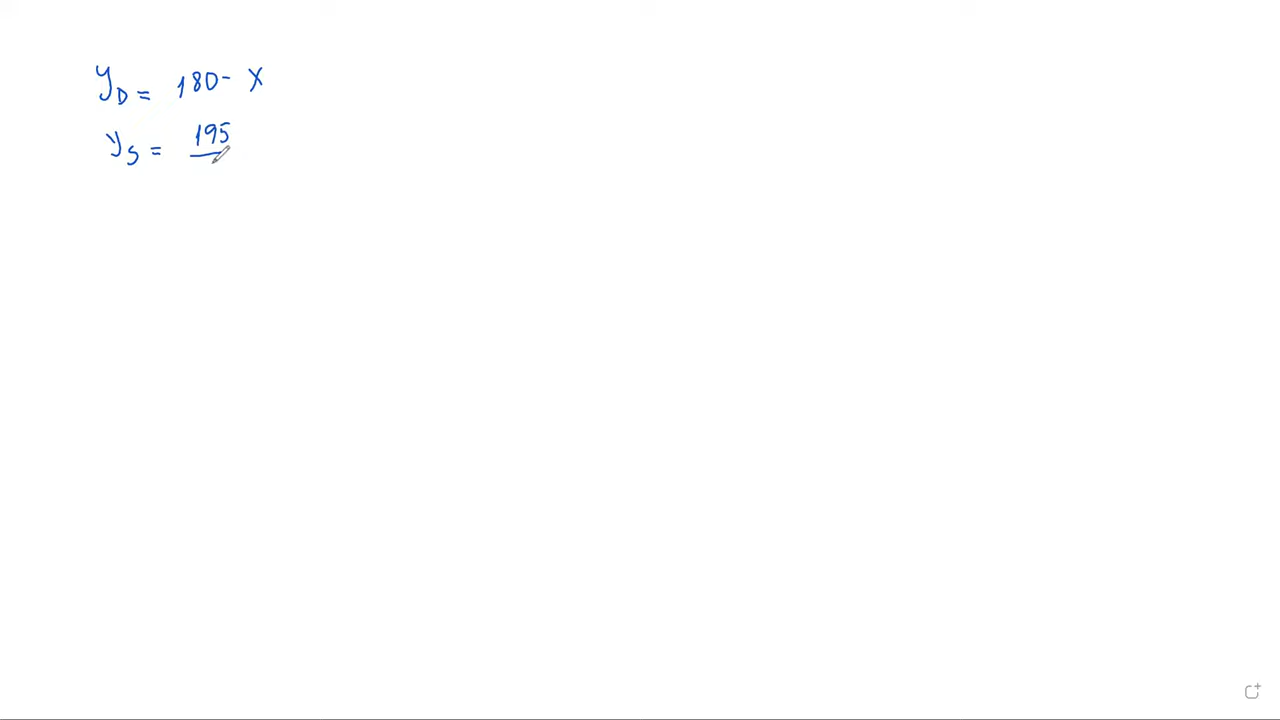 y_D = 180 - x
y_S = 195/